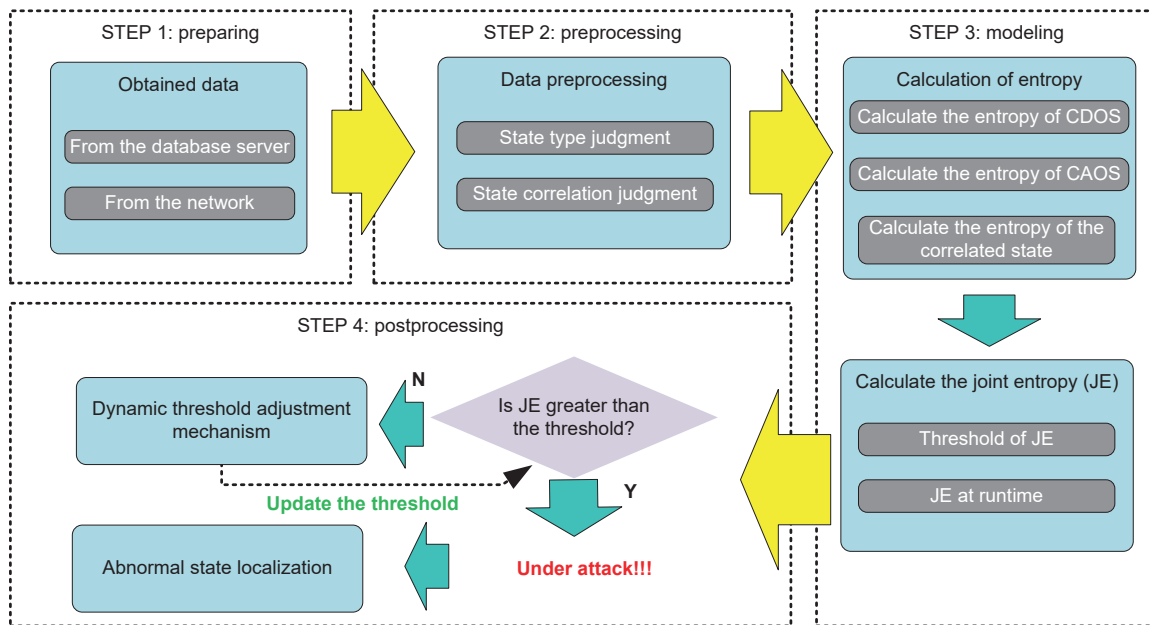 STEP 1: preparing
Obtained data
From the database server
From the network
STEP 2: preprocessing
Data preprocessing
State type judgment
State correlation judgment
STEP 3: modeling
Calculation of entropy
Calculate the entropy of CDOS
Calculate the entropy of CAOS
Calculate the entropy of the
correlated state
Calculate the joint entropy (JE)
Threshold of JE
JE at runtime
STEP 4: postprocessing
Is JE greater than
the threshold?
N
Dynamic threshold adjustment
mechanism
Update the threshold
Y
Under attack!!!
Abnormal state localization